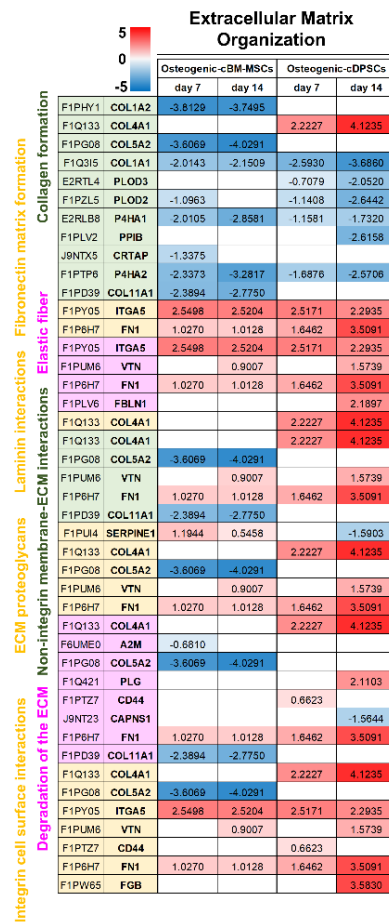 Extracellular Matrix
Organization
5
0
-5
Osteogenic-cBM-MSCs Osteogenic-cDPSCs
day 7 day 14 day 7 day 14
Collagen formation
Fibronectin matrix formation
Elastic fiber
Laminin interactions
Non-integrin membrane-ECM interactions
ECM proteoglycans
Degradation of the ECM
Integrin cell surface interactions
F1PHY1 COL1A2 -3.8129 -3.7495
F1Q133 COL4A1 2.2227 4.1235
F1PG08 COL5A2 -3.6069 -4.0291
F1Q3I5 COL1A1 -2.0143 -2.1509 -2.5930 -3.6860
E2RTL4 PLOD3 -0.7079 -2.0520
F1PZL5 PLOD2 -1.0963 -1.1408 -2.6442
E2RLB8 P4HA1 -2.0105 -2.8581 -1.1581 -1.7320
F1PLV2 PPIB -2.6158
J9NTX5 CRTAP -1.3375
F1PTP6 P4HA2 -2.3373 -3.2817 -1.6876 -2.5706
F1PD39 COL11A1 -2.3894 -2.7750
F1PY05 ITGA5 2.5498 2.5204 2.5171 2.2935
F1P6H7 FN1 1.0270 1.0128 1.6462 3.5091
F1PY05 ITGA5 2.5498 2.5204 2.5171 2.2935
F1PUM6 VTN 0.9007 1.5739
F1P6H7 FN1 1.0270 1.0128 1.6462 3.5091
F1PLV6 FBLN1 2.1897
F1Q133 COL4A1 2.2227 4.1235
F1Q133 COL4A1 2.2227 4.1235
F1PG08 COL5A2 -3.6069 -4.0291
F1PUM6 VTN 0.9007 1.5739
F1P6H7 FN1 1.0270 1.0128 1.6462 3.5091
F1PD39 COL11A1 -2.3894 -2.7750
F1PUI4 SERPINE1 1.1944 0.5458 -1.5903
F1Q133 COL4A1 2.2227 4.1235
F1PG08 COL5A2 -3.6069 -4.0291
F1PUM6 VTN 0.9007 1.5739
F1P6H7 FN1 1.0270 1.0128 1.6462 3.5091
F1Q133 COL4A1 2.2227 4.1235
F6UME0 A2M -0.6810
F1PG08 COL5A2 -3.6069 -4.0291
F1Q421 PLG 2.1103
F1PTZ7 CD44 0.6623
J9NT23 CAPNS1 -1.5644
F1P6H7 FN1 1.0270 1.0128 1.6462 3.5091
F1PD39 COL11A1 -2.3894 -2.7750
F1Q133 COL4A1 2.2227 4.1235
F1PG08 COL5A2 -3.6069 -4.0291
F1PY05 ITGA5 2.5498 2.5204 2.5171 2.2935
F1PUM6 VTN 0.9007 1.5739
F1PTZ7 CD44 0.6623
F1P6H7 FN1 1.0270 1.0128 1.6462 3.5091
F1PW65 FGB 3.5830